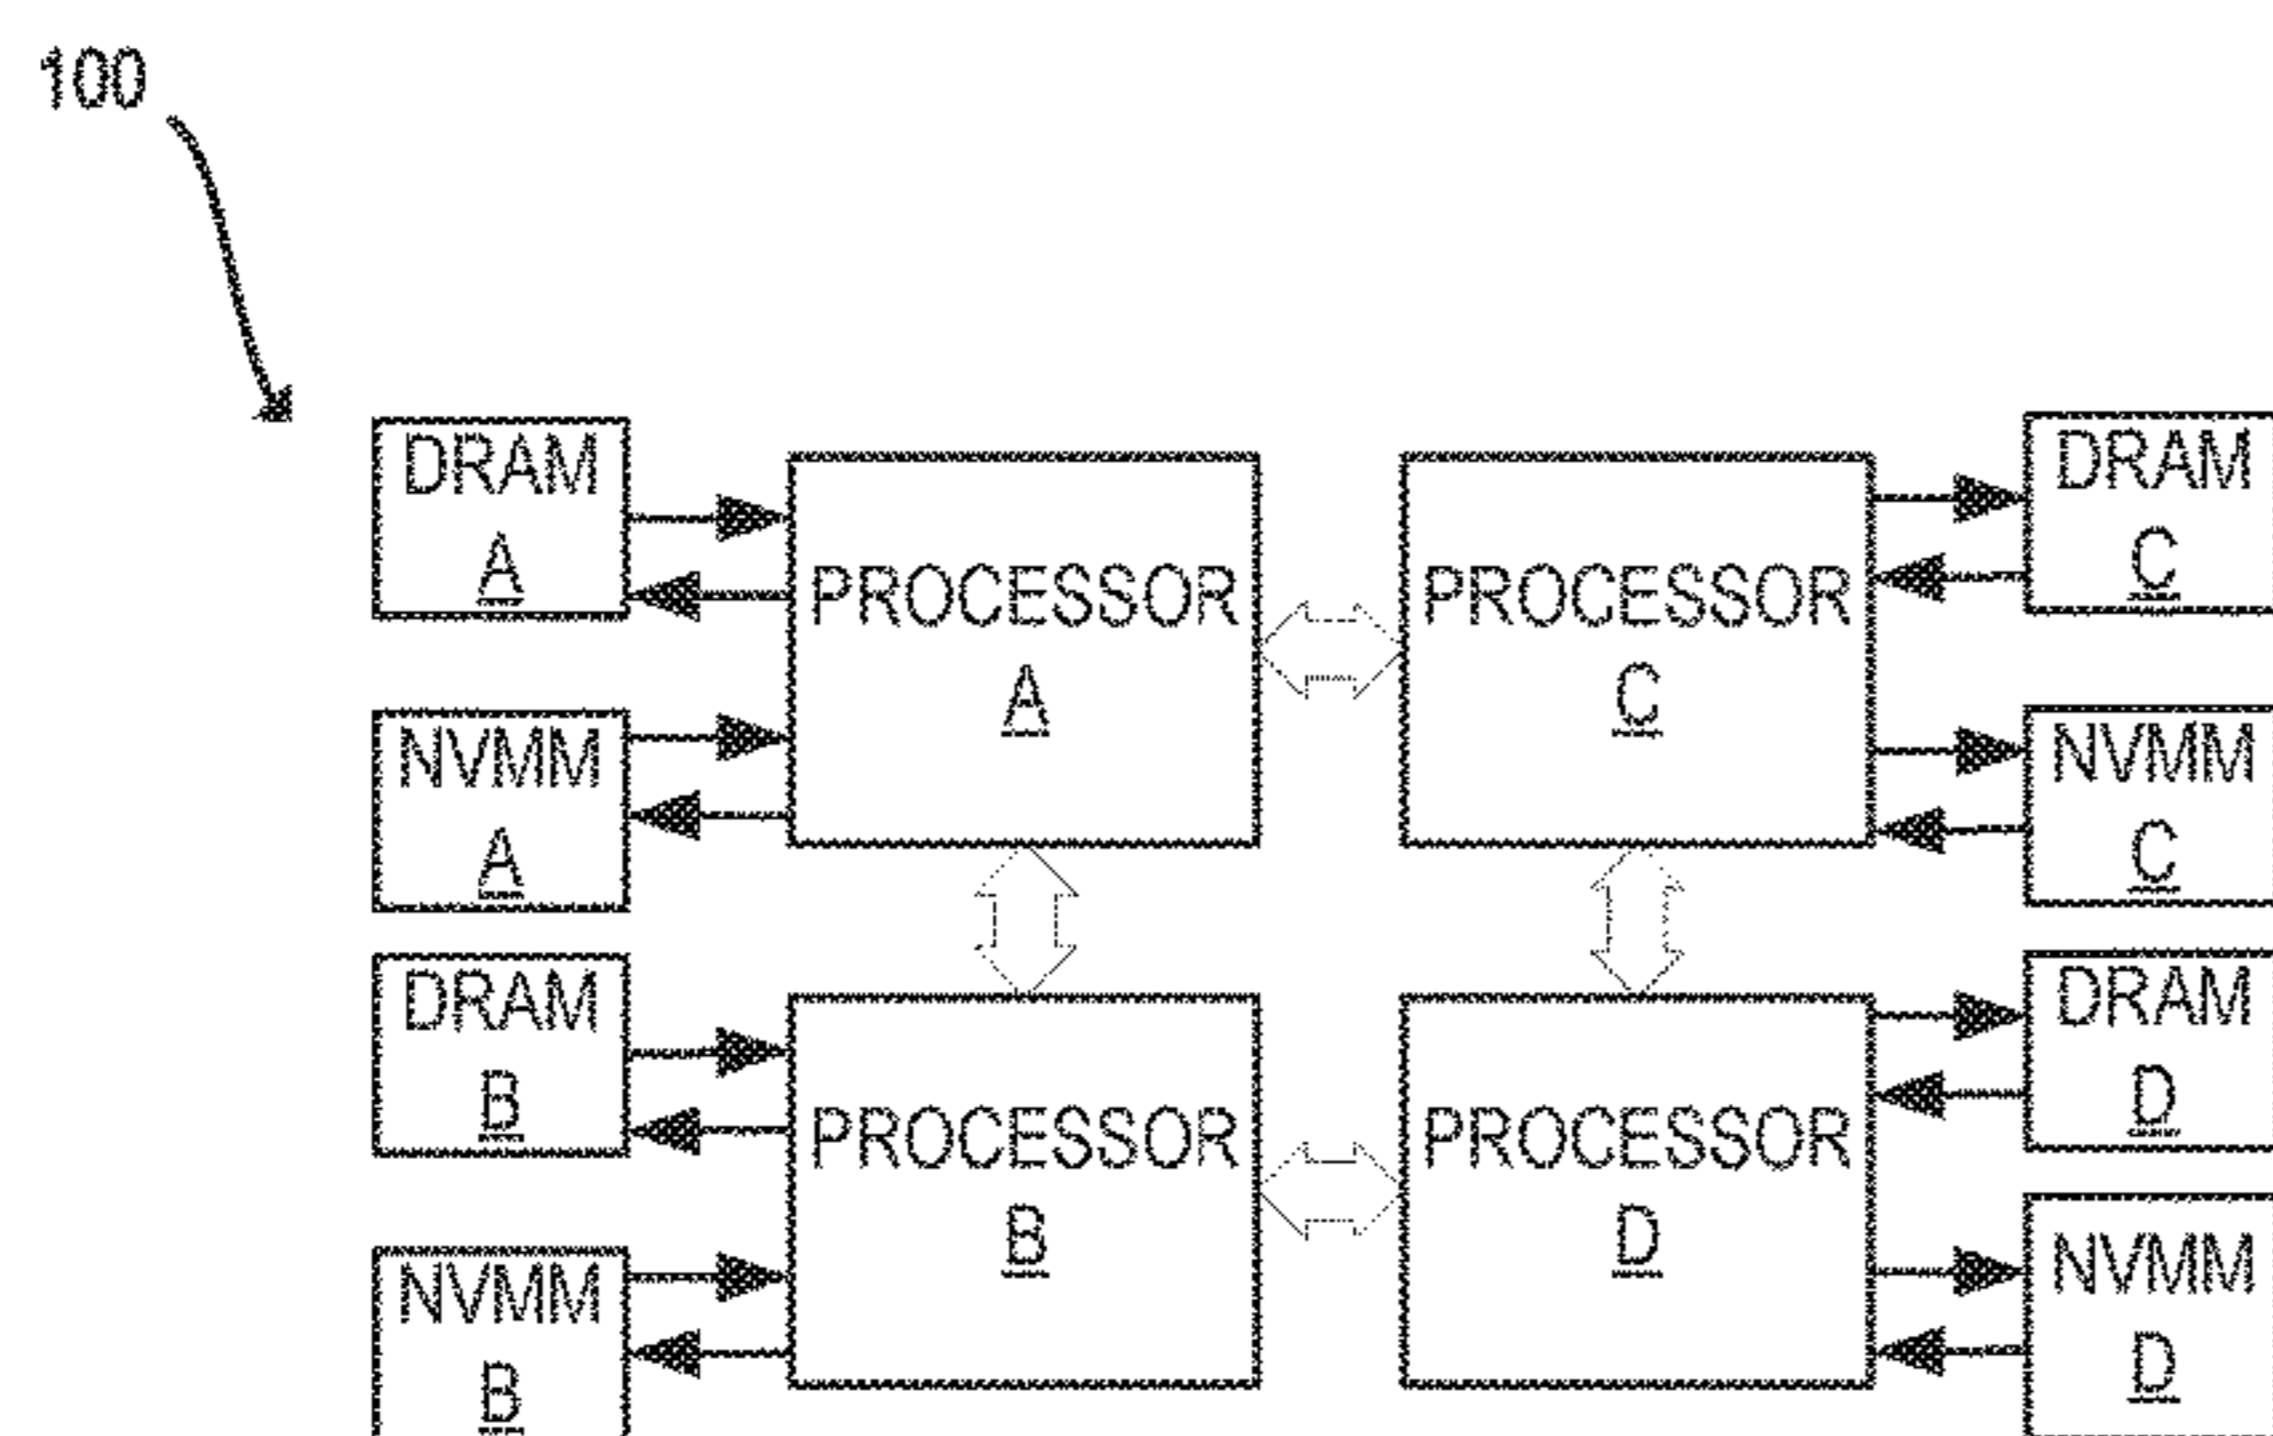 100
DRAM
A
PROCESSOR
A
NVMM
A
PROCESSOR
C
DRAM
C
NVMM
C
DRAM
B
PROCESSOR
B
NVMM
B
PROCESSOR
D
DRAM
D
NVMM
D